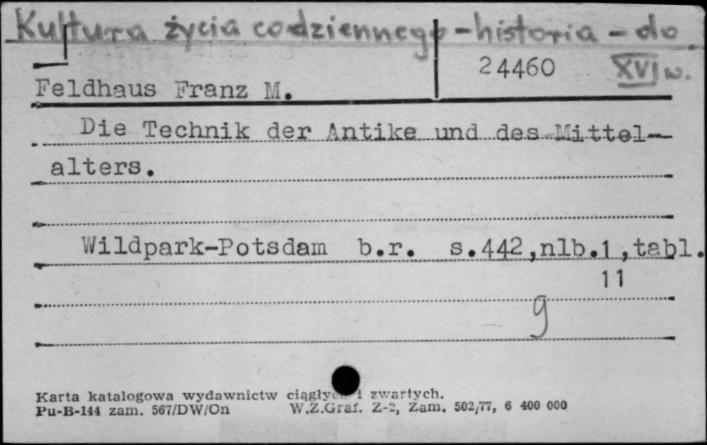 Kultura życia codziennego - historia - do
XVI w.
24460
Feldhaus Franz M.
Die Technik der Antike und des Mittel-
alters.
Wildpark-Potsdam b.r. s.442,nlb.1,tabl.
11
g
Karta katalogowa wydawnictw ciągłych i zwartych.
Pu-B-144 zam. 567/DW/On W.Z.Graf. Z-2, Zam. 502/77, 6 400 000